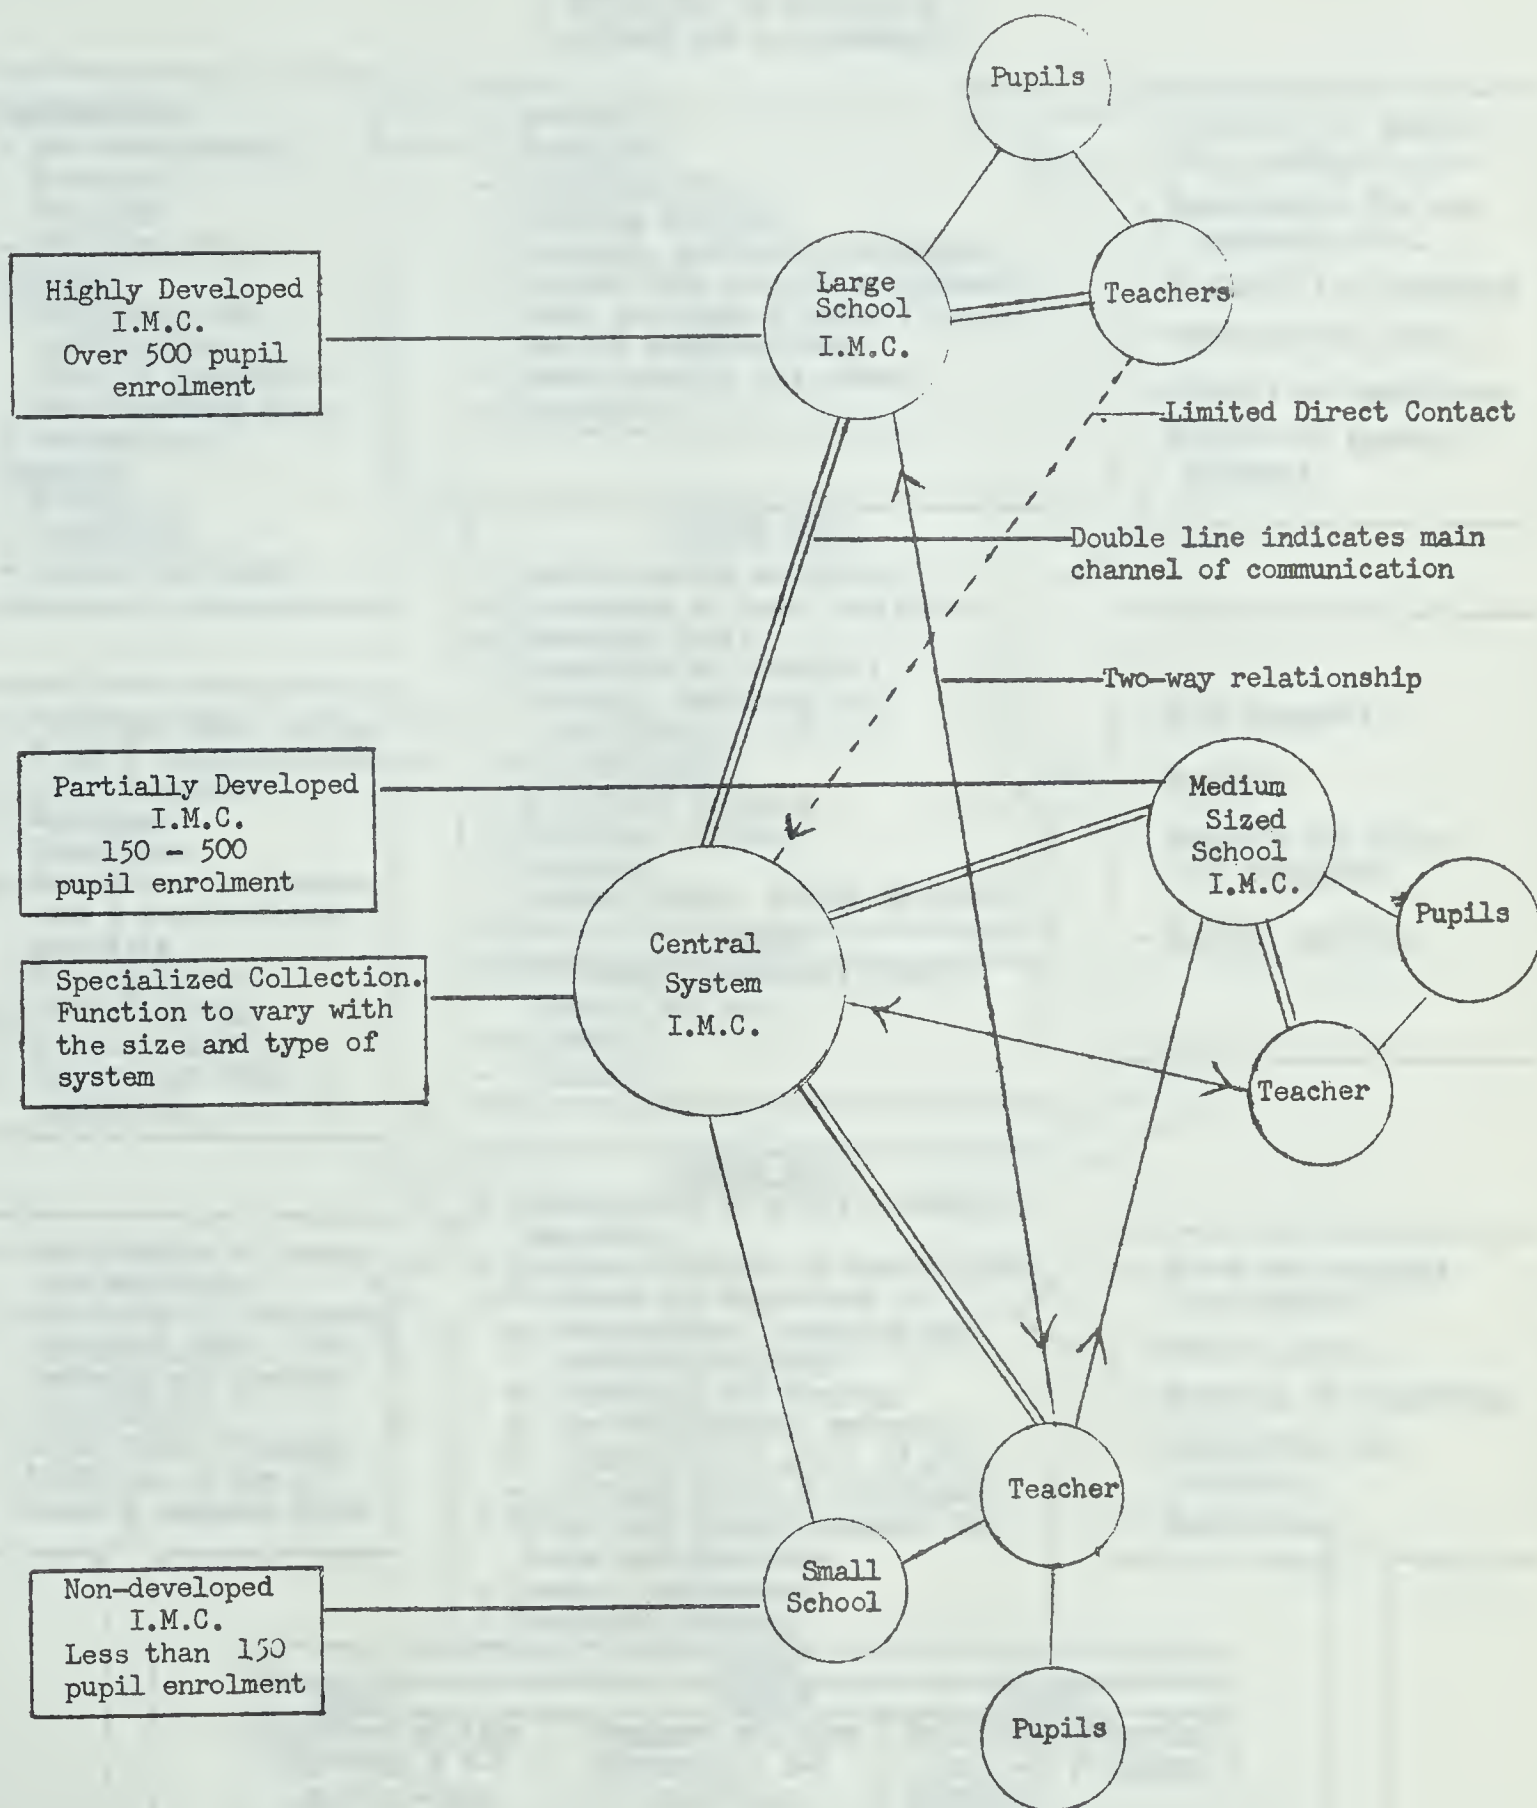 Pupils
Highly Developed
I.M.C.
Over 500 pupil
enrolment
Large
School
I.M.C.
Teachers
Limited Direct Contact
Double line indicates main
channel of communication
Two-way relationship
Partially Developed
I.M.C.
150 - 500
pupil enrolment
Medium
Sized
School
I.M.C.
Pupils
Central
System
I.M.C.
Specialized Collection.
Function to vary with
the size and type of
system
Teacher
Teacher
Small
School
Non-developed
I.M.C.
Less than 150
pupil enrolment
Pupils